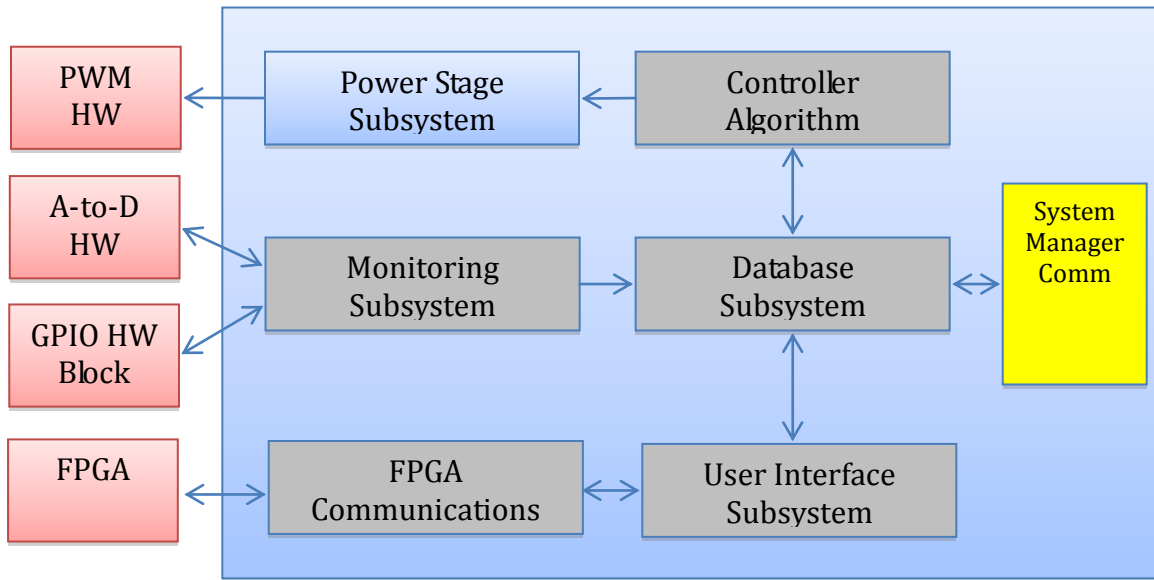 PWM
HW
Power Stage
Subsystem
Controller
Algorithm
A-to-D
HW
Monitoring
Subsystem
Database
Subsystem
System
Manager
Comm
GPIO HW
Block
FPGA
FPGA
Communications
User Interface
Subsystem